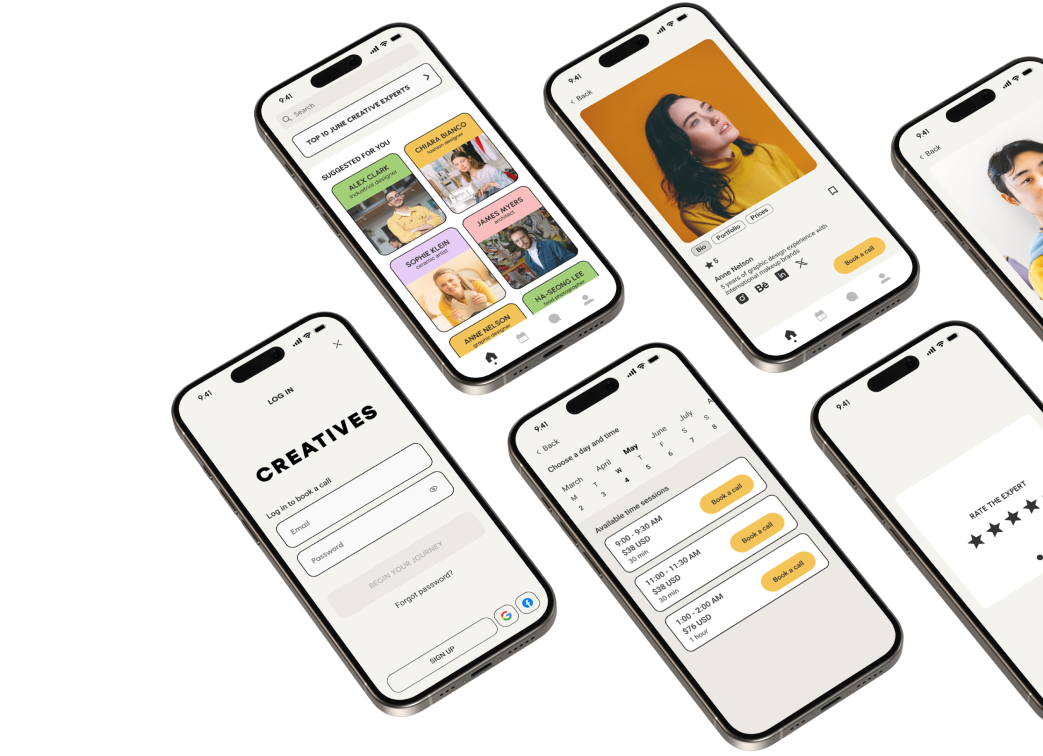 9:41
Search
TOP 10 JUNE CREATIVE EXPERTS
SUGGESTED FOR YOU
ALEX CLARK
industrial designer
CHIARA BIANCO
fashion designer
SOPHIE KLEIN
ceramic artist
JAMES MYERS
architect
ANNE NELSON
graphic designer
HA-SEONG LEE
food photographer
9:41
Back
Bio
Portfolio
Prices
5
Anne Nelson
5 years of graphic design experience with
international makeup brands
Bē
in
Book a call
9:41
Back
9:41
LOG IN
CREATIVES
Log in to book a call
Email
Password
BEGIN YOUR JOURNEY
Forgot password?
SIGN UP
G
f
9:41
Back
Choose a day and time
March April May June July A
M T W T F S S
2 3 4 5 6 7 8
Available time sessions
9:00 - 9:30 AM
$38 USD
30 min
Book a call
11:00 - 11:30 AM
$38 USD
30 min
Book a call
1:00 - 2:00 AM
$76 USD
1 hour
Book a call
9:41
RATE THE EXPERT